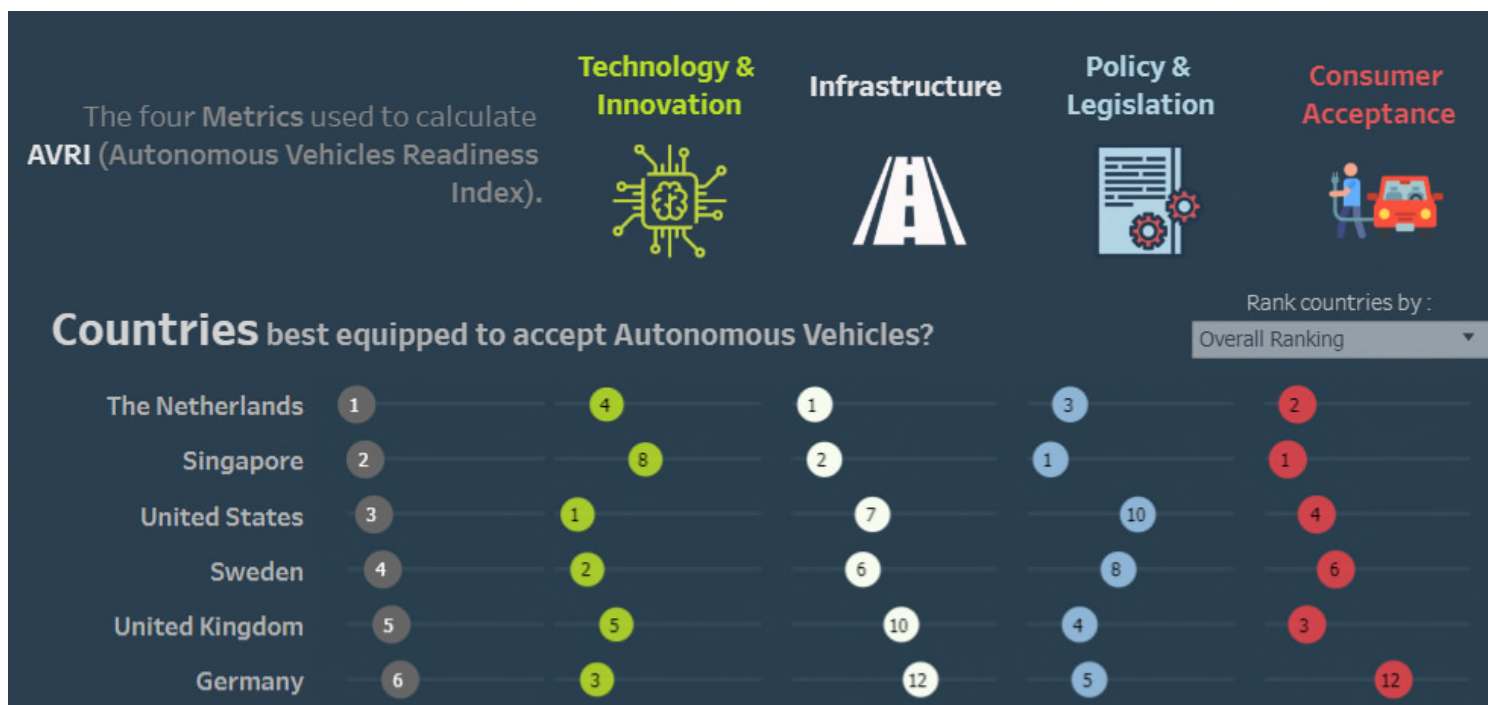 The four Metrics used to calculate
AVRI (Autonomous Vehicles Readiness
Index).
Technology &
Innovation
Infrastructure
Policy &
Legislation
Consumer
Acceptance
Countries best equipped to accept Autonomous Vehicles?
Rank countries by :
Overall Ranking
The Netherlands 1 4 1 3 2
Singapore 2 8 2 1 1
United States 3 1 7 10 4
Sweden 4 2 6 8 6
United Kingdom 5 5 10 4 3
Germany 6 3 12 5 12